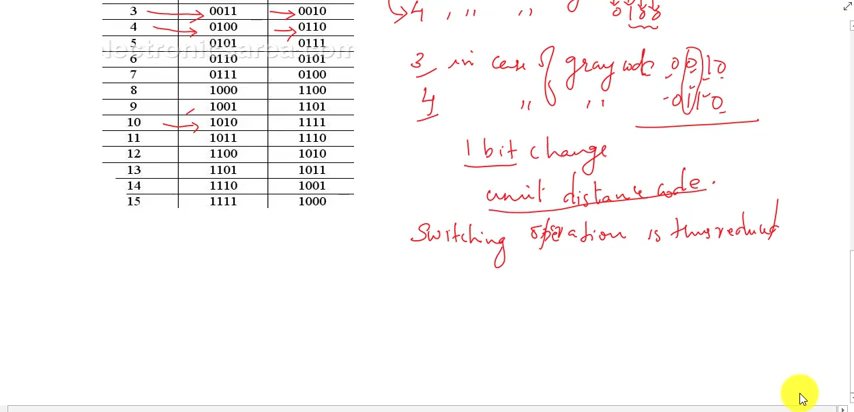 3 0011 0010
4 0100 0110
5 0101 0111
6 0110 0101
7 0111 0100
8 1000 1100
9 1001 1101
10 1010 1111
11 1011 1110
12 1100 1010
13 1101 1011
14 1110 1001
15 1111 1000
4 , " "
3 in case of gray code 0010
4 " " 0110
1 bit change
unit distance code.
Switching operation is thus reduced